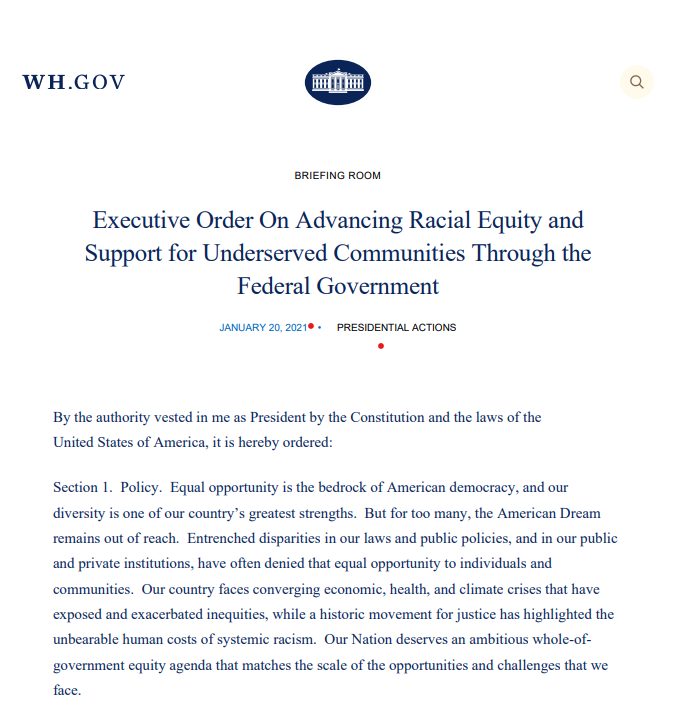 WH.GOV
BRIEFING ROOM
Executive Order On Advancing Racial Equity and
Support for Underserved Communities Through the
Federal Government
JANUARY 20, 2021 • PRESIDENTIAL ACTIONS
By the authority vested in me as President by the Constitution and the laws of the
United States of America, it is hereby ordered:
Section 1.  Policy.  Equal opportunity is the bedrock of American democracy, and our
diversity is one of our country’s greatest strengths.  But for too many, the American Dream
remains out of reach.  Entrenched disparities in our laws and public policies, and in our public
and private institutions, have often denied that equal opportunity to individuals and
communities.  Our country faces converging economic, health, and climate crises that have
exposed and exacerbated inequities, while a historic movement for justice has highlighted the
unbearable human costs of systemic racism.  Our Nation deserves an ambitious whole-of-
government equity agenda that matches the scale of the opportunities and challenges that we
face.